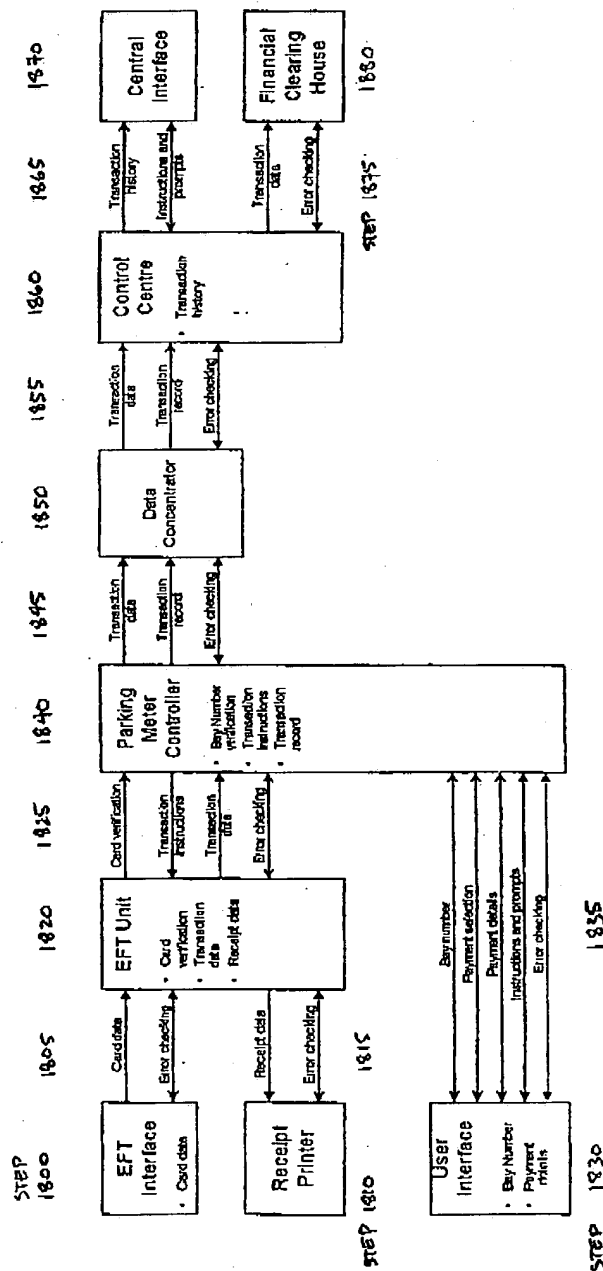 STEP
1800
1805
1820
1825
1840
1845
1850
1855
1860
1865
1870
EFT
Interface
• Card data
Card data
Error checking
EFT Unit
• Card
verification
• Transaction
data
• Receipt data
Card verification
Transaction
instructions
Transaction
data
Error checking
Parking
Meter
Controller
• Bay Number
verification
• Transaction
instructions
• Transaction
record
Transaction
data
Transaction
record
Error checking
Data
Concentrator
Transaction
data
Transaction
record
Error checking
Control
Centre
• Transaction
history
Transaction
history
Instructions and
prompts
Central
Interface
Receipt
Printer
Receipt data
Error checking
Transaction
data
Error checking
Financial
Clearing
House
STEP 1810
1815
STEP 1875
1880
User
Interface
• Bay Number
• Payment
details
Bay number
Payment selection
Payment details
Instructions and prompts
Error checking
STEP 1830
1835